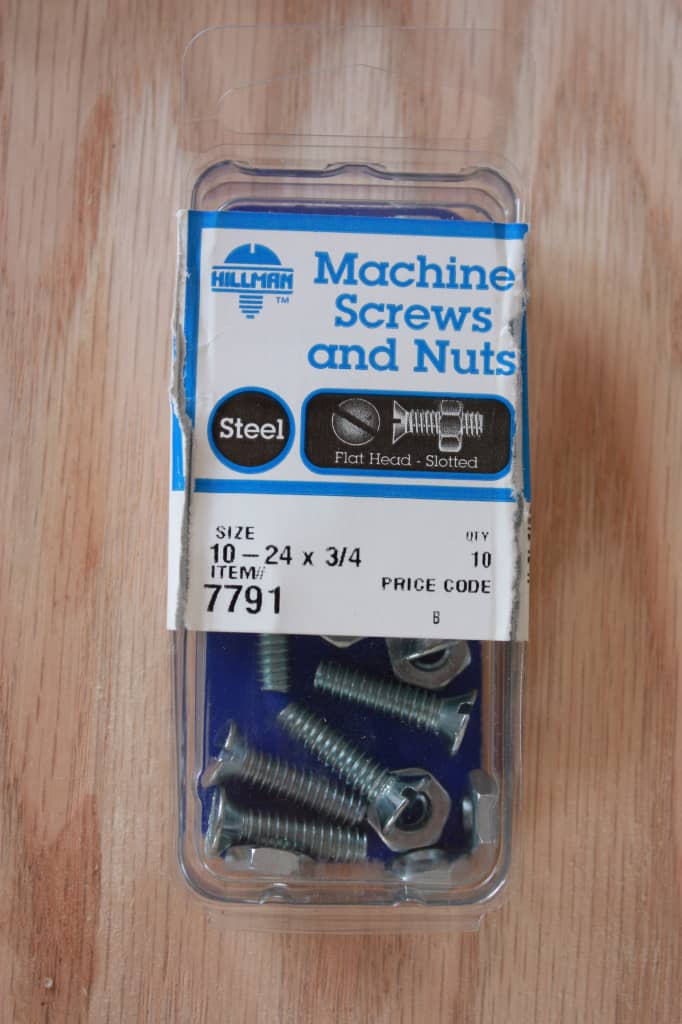 HILLMAN
TM
Machine
Screws
and Nuts
Steel
Flat Head - Slotted
SIZE
10 - 24 x 3/4
QTY
10
ITEM#
7791
PRICE CODE
B